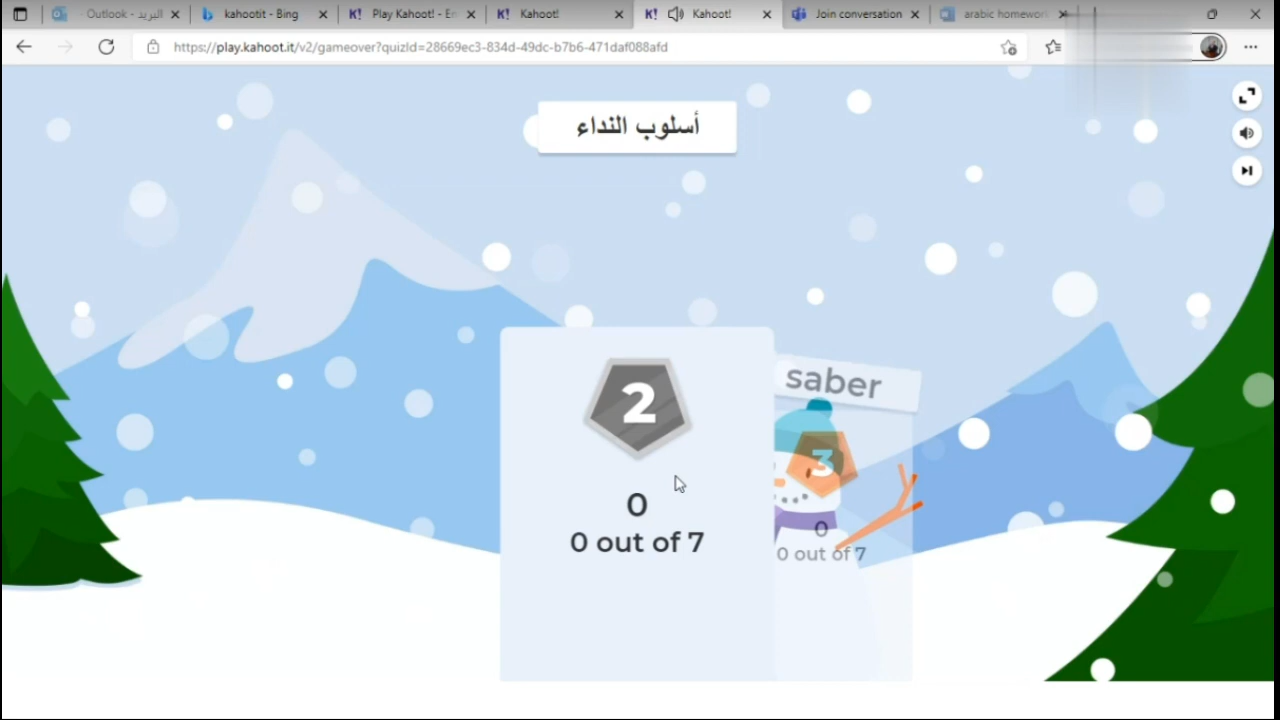 Outlook - البريد
kahootit - Bing
K! Play Kahoot! - En
K! Kahoot!
K! Kahoot!
Join conversation
arabic homework
https://play.kahoot.it/v2/gameover?quizId=28669ec3-834d-49dc-b7b6-471daf088afd
أسلوب النداء
2
0
0 out of 7
saber
3
0
0 out of 7